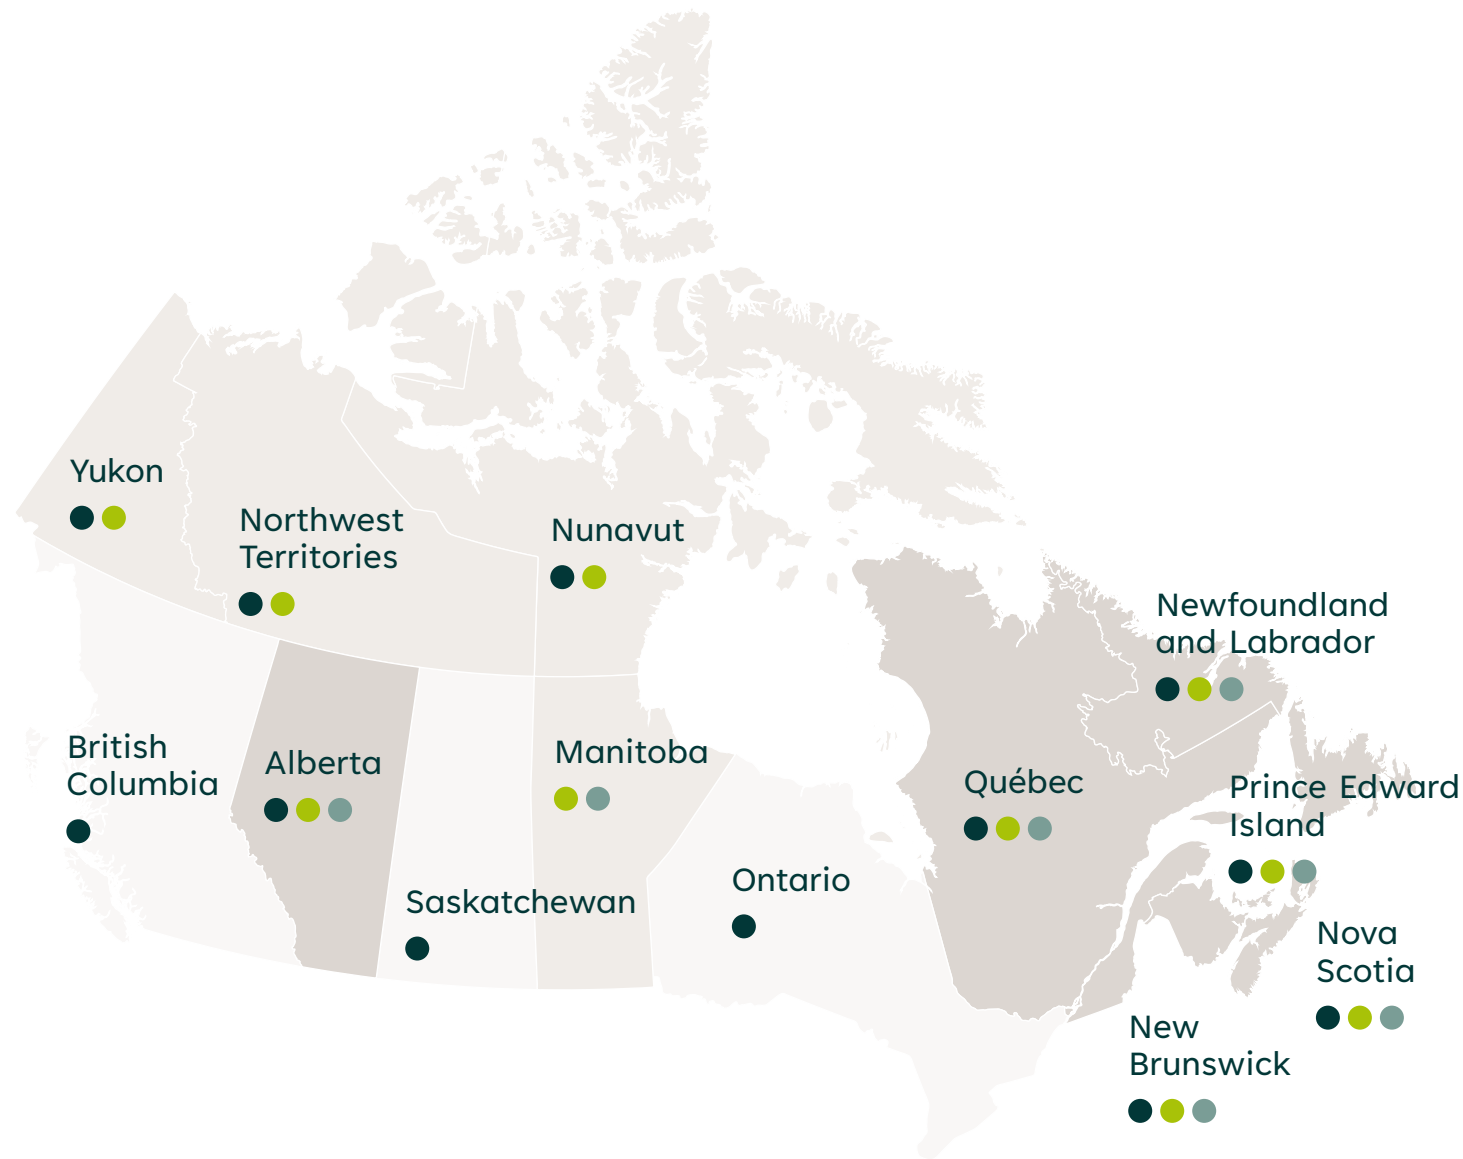 Yukon
Northwest
Territories
Nunavut
Newfoundland
and Labrador
British
Columbia
Alberta
Manitoba
Québec
Prince Edward
Island
Saskatchewan
Ontario
Nova
Scotia
New
Brunswick